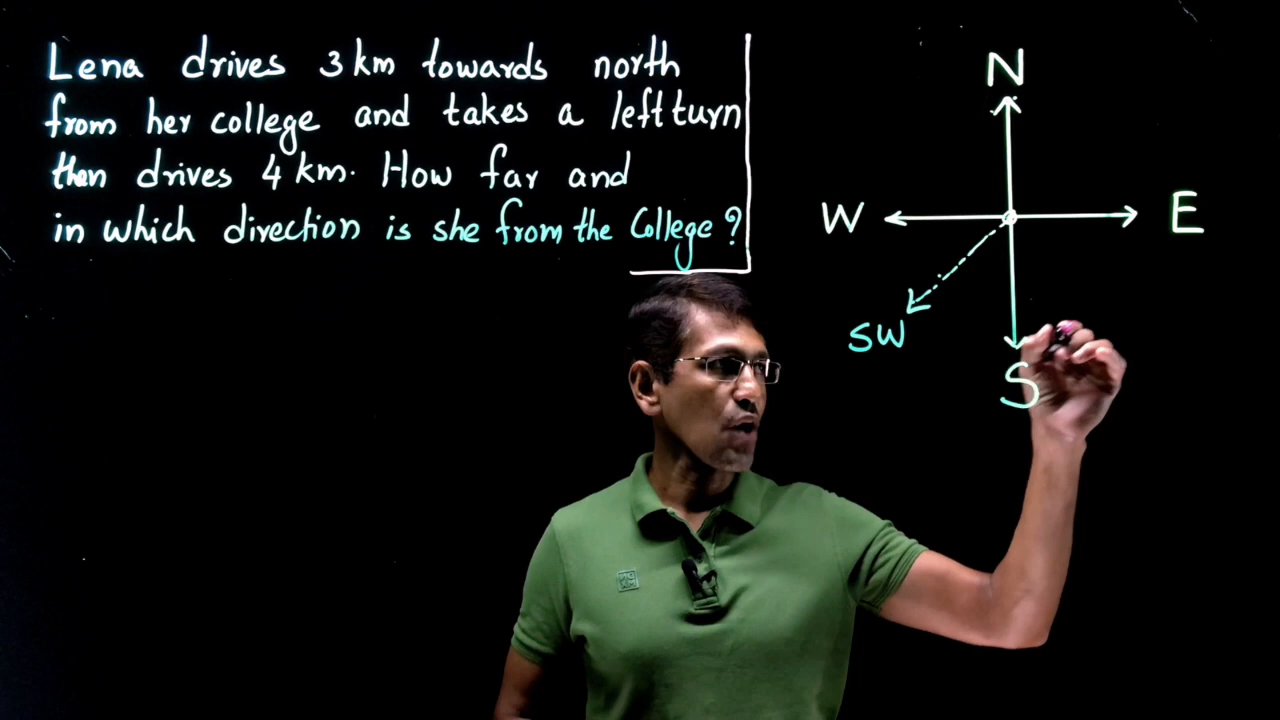 Lena drives 3 km towards north
from her college and takes a left turn
then drives 4 km. How far and
in which direction is she from the College ?
N
W
E
SW
S